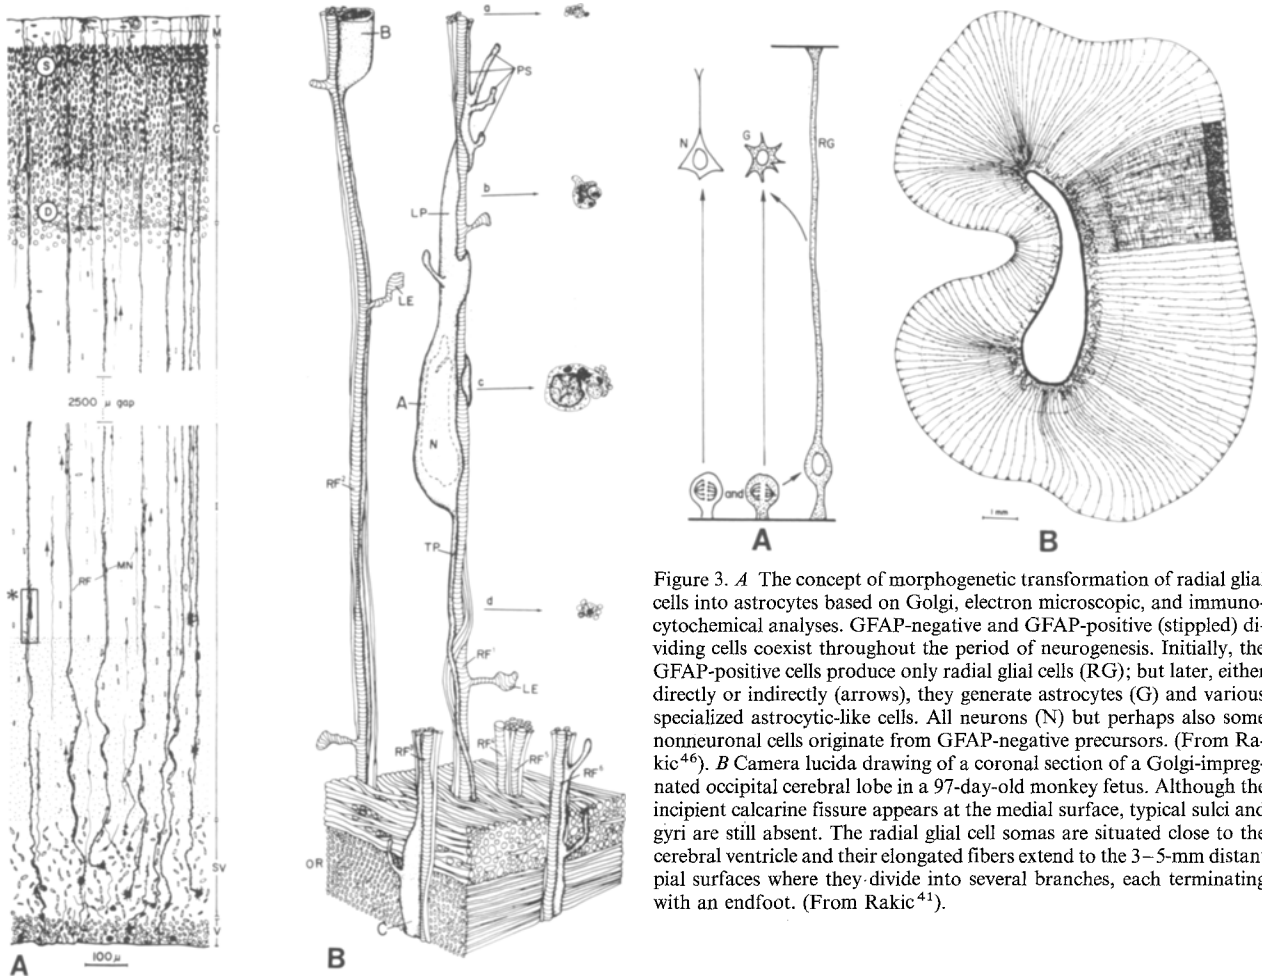 M
S
C
D
2500 μ gap
I
RF
MN
*
SV
V
100μ
A
B
a
PS
b
LP
LE
c
A
N
RF²
TP
d
RF¹
LE
RF³
RF⁴
RF⁵
RF⁶
OR
C
B
N
G
RG
and
A
1 mm
B
Figure 3. A The concept of morphogenetic transformation of radial glial
cells into astrocytes based on Golgi, electron microscopic, and immuno-
cytochemical analyses. GFAP-negative and GFAP-positive (stippled) di-
viding cells coexist throughout the period of neurogenesis. Initially, the
GFAP-positive cells produce only radial glial cells (RG); but later, either
directly or indirectly (arrows), they generate astrocytes (G) and various
specialized astrocytic-like cells. All neurons (N) but perhaps also some
nonneuronal cells originate from GFAP-negative precursors. (From Ra-
kic⁴⁶). B Camera lucida drawing of a coronal section of a Golgi-impreg-
nated occipital cerebral lobe in a 97-day-old monkey fetus. Although the
incipient calcarine fissure appears at the medial surface, typical sulci and
gyri are still absent. The radial glial cell somas are situated close to the
cerebral ventricle and their elongated fibers extend to the 3–5-mm distant
pial surfaces where they divide into several branches, each terminating
with an endfoot. (From Rakic⁴¹).